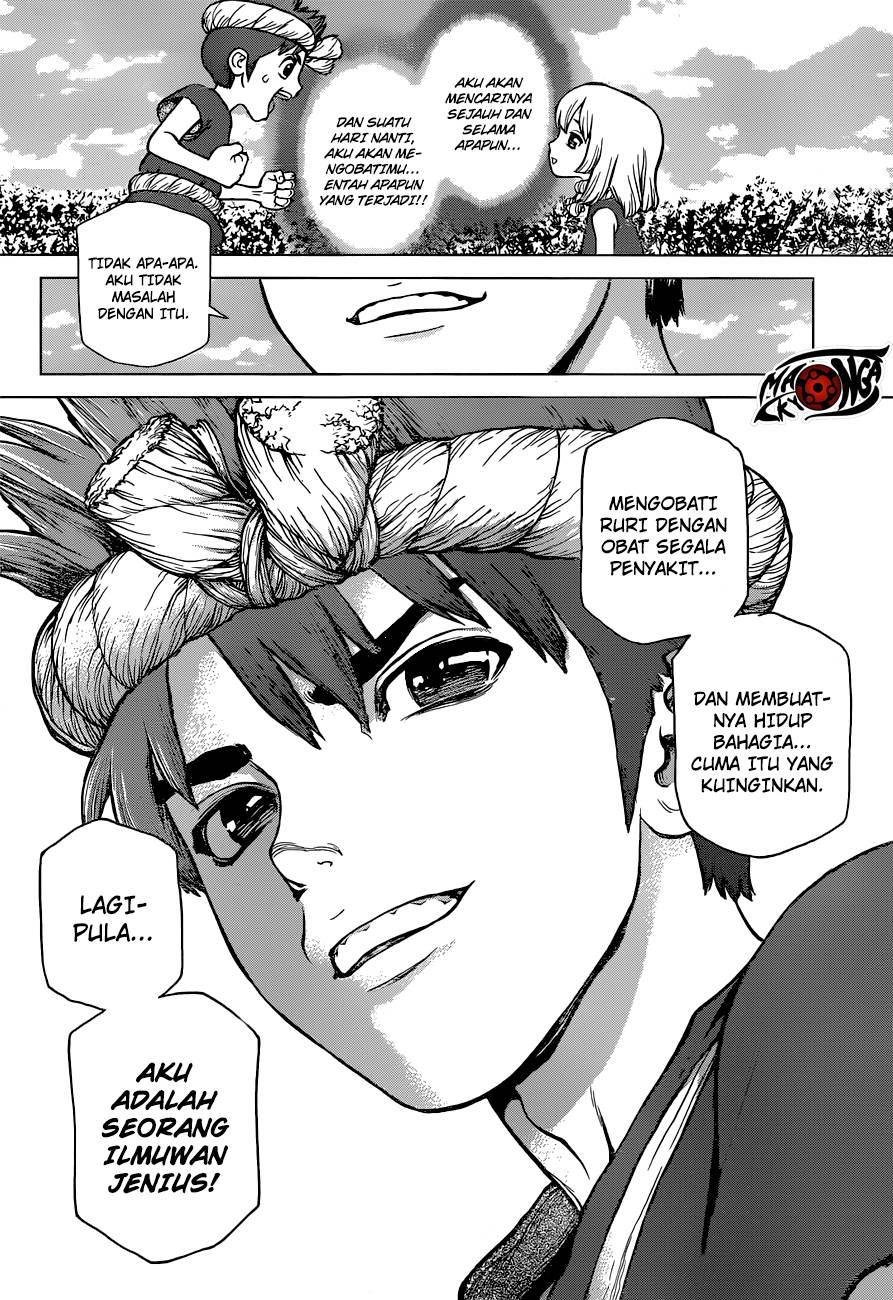 AKU AKAN
MENCARINYA
SEJAUH DAN
SELAMA
APAPUN...
DAN SUATU
HARI NANTI,
AKU AKAN ME-
NGOBATIMU...
ENTAH APAPUN
YANG TERJADI!!
TIDAK APA-APA.
AKU TIDAK
MASALAH
DENGAN ITU.
MANGA
KYO
MENGOBATI
RURI DENGAN
OBAT SEGALA
PENYAKIT...
DAN MEMBUAT-
NYA HIDUP
BAHAGIA...
CUMA ITU YANG
KUINGINKAN.
LAGI-
PULA...
AKU
ADALAH
SEORANG
ILMUWAN
JENIUS!